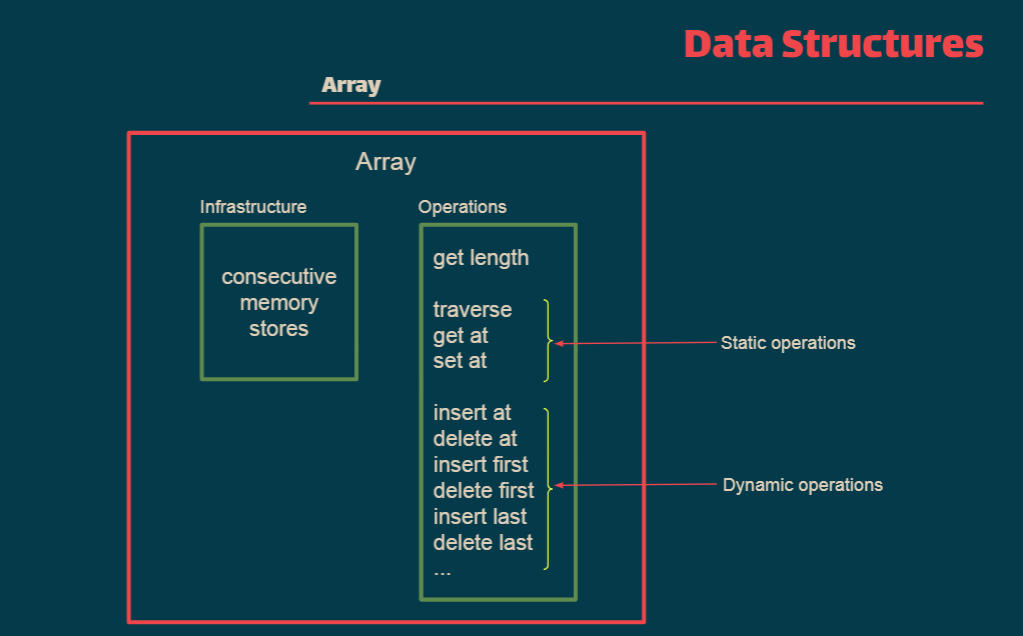 Data Structures
Array
Array
Infrastructure
consecutive
memory
stores
Operations
get length
traverse
get at
set at
insert at
delete at
insert first
delete first
insert last
delete last
...
Static operations
Dynamic operations